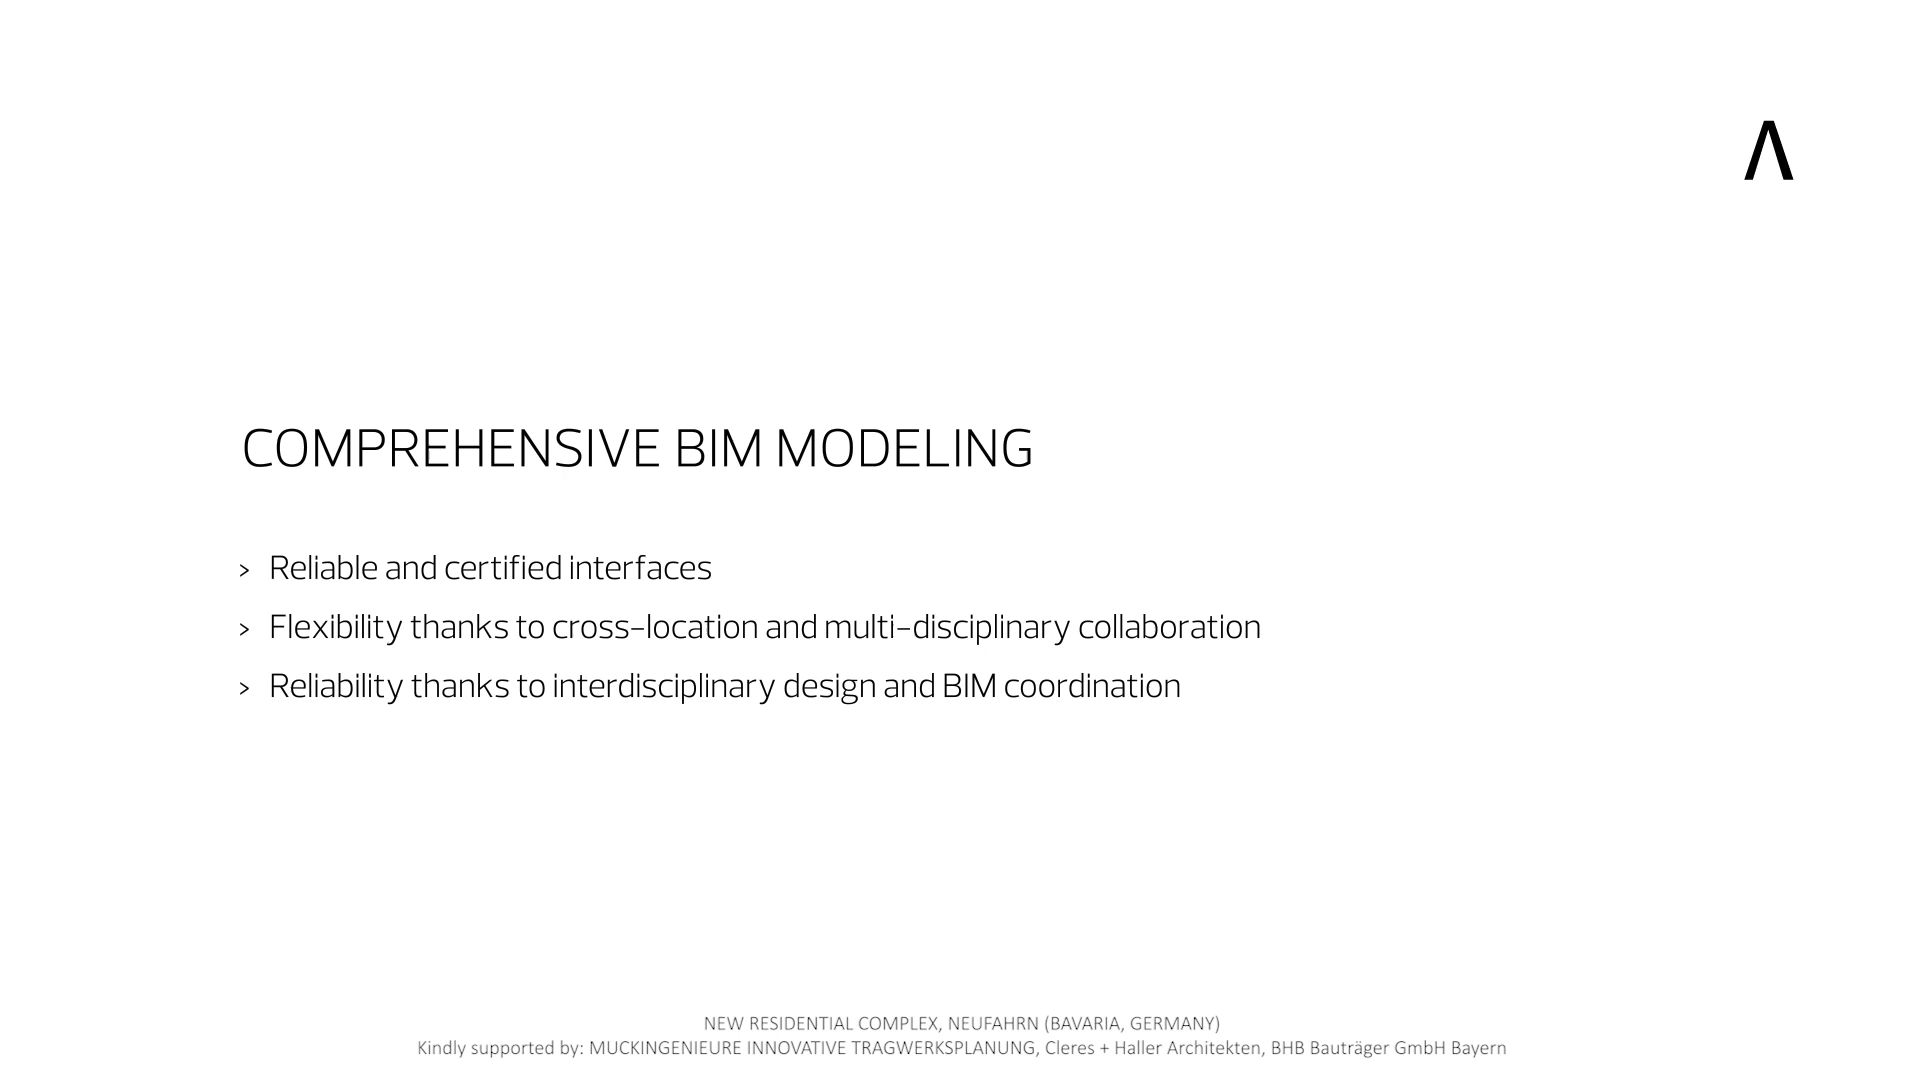 Λ
COMPREHENSIVE BIM MODELING
› Reliable and certified interfaces
› Flexibility thanks to cross-location and multi-disciplinary collaboration
› Reliability thanks to interdisciplinary design and BIM coordination
NEW RESIDENTIAL COMPLEX, NEUFAHRN (BAVARIA, GERMANY)
Kindly supported by: MUCKINGENIEURE INNOVATIVE TRAGWERKSPLANUNG, Cleres + Haller Architekten, BHB Bauträger GmbH Bayern